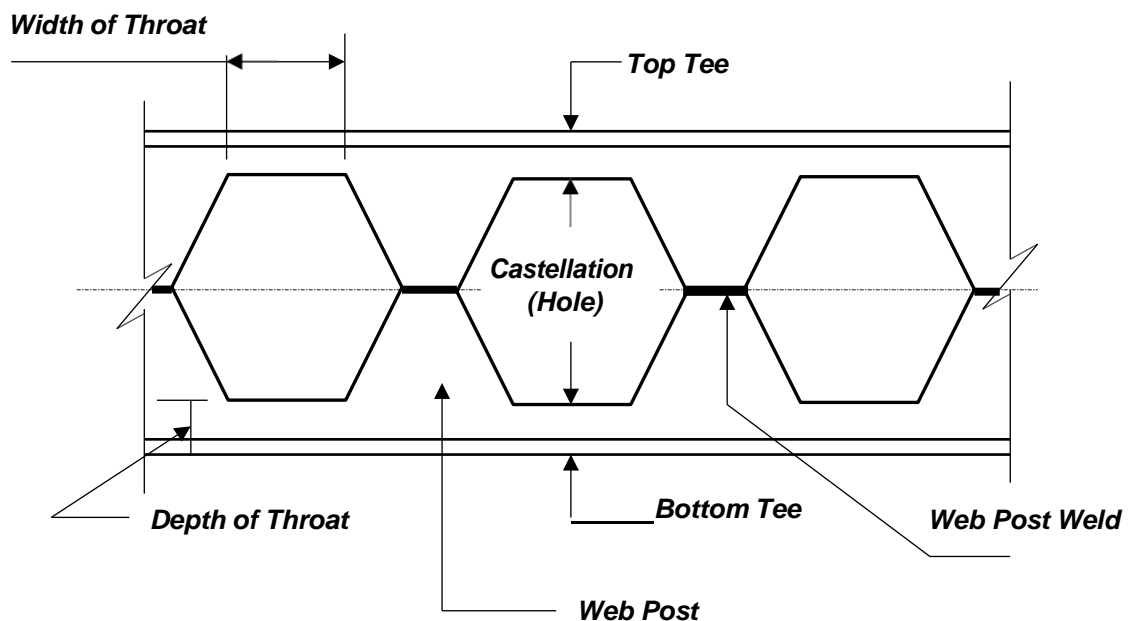 Width of Throat
Top Tee
Castellation
(Hole)
Depth of Throat
Bottom Tee
Web Post Weld
Web Post